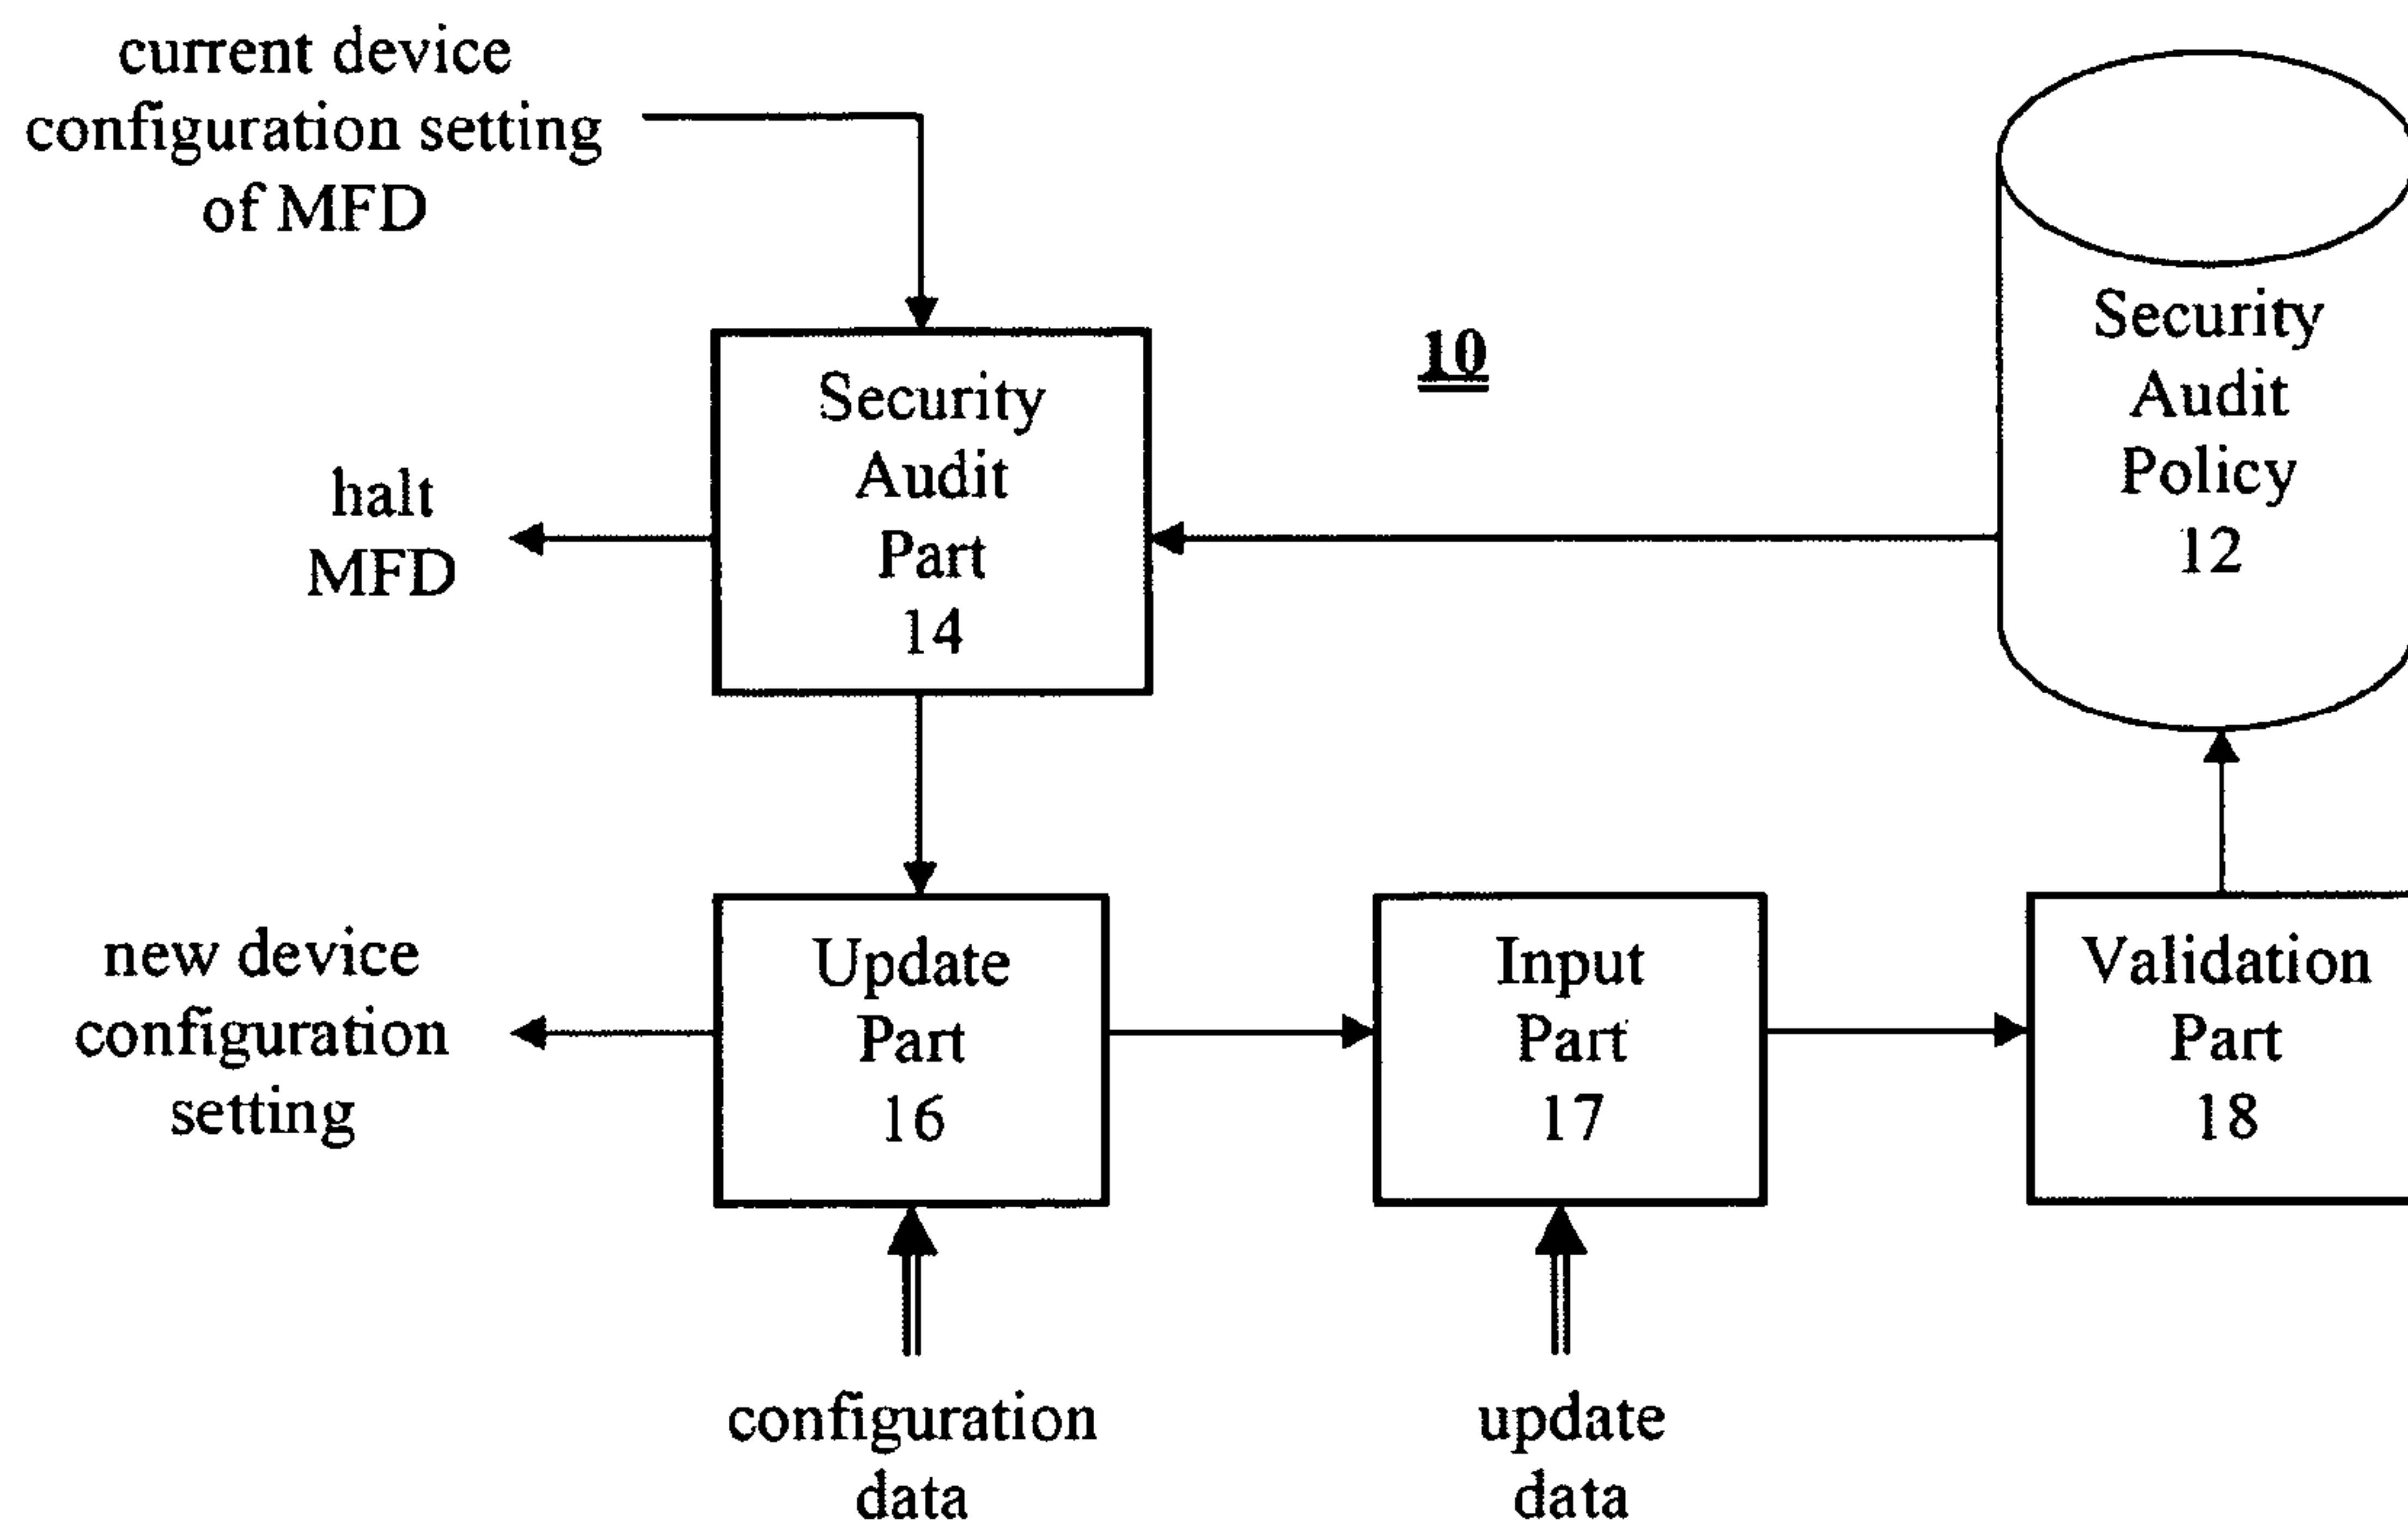 current device
configuration setting
of MFD
10
Security
Audit
Policy
12
Security
Audit
Part
14
halt
MFD
new device
configuration
setting
Update
Part
16
Input
Part
17
Validation
Part
18
configuration
data
update
data